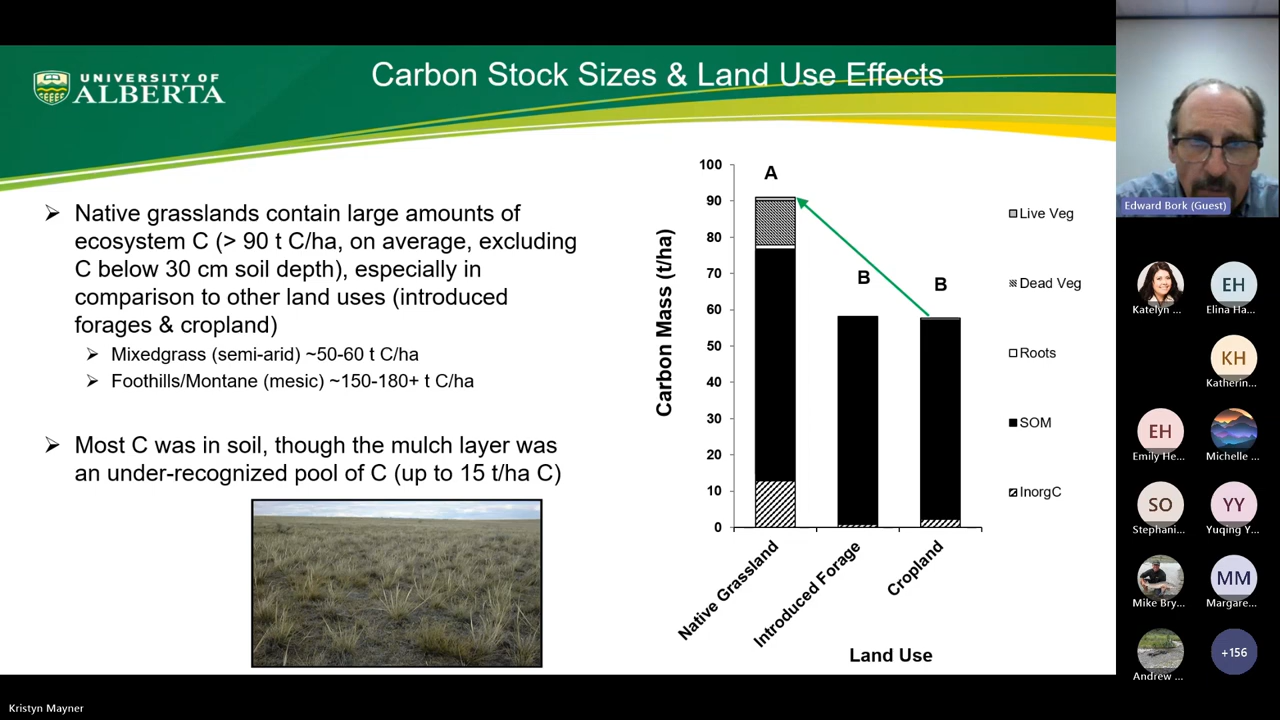 UNIVERSITY OF
ALBERTA
Carbon Stock Sizes & Land Use Effects
Native grasslands contain large amounts of
ecosystem C (> 90 t C/ha, on average, excluding
C below 30 cm soil depth), especially in
comparison to other land uses (introduced
forages & cropland)
Mixedgrass (semi-arid) ~50-60 t C/ha
Foothills/Montane (mesic) ~150-180+ t C/ha
Most C was in soil, though the mulch layer was
an under-recognized pool of C (up to 15 t/ha C)
Carbon Mass (t/ha)
100
90
80
70
60
50
40
30
20
10
0
A
B
B
Native Grassland
Introduced Forage
Cropland
Land Use
Live Veg
Dead Veg
Roots
SOM
InorgC
Edward Bork (Guest)
Katelyn ...
EH
Elina Ha...
KH
Katherin...
EH
Emily He...
Michelle ...
SO
Stephani...
YY
Yuqing Y...
Mike Bry...
MM
Margare...
Andrew ...
+156
Kristyn Mayner